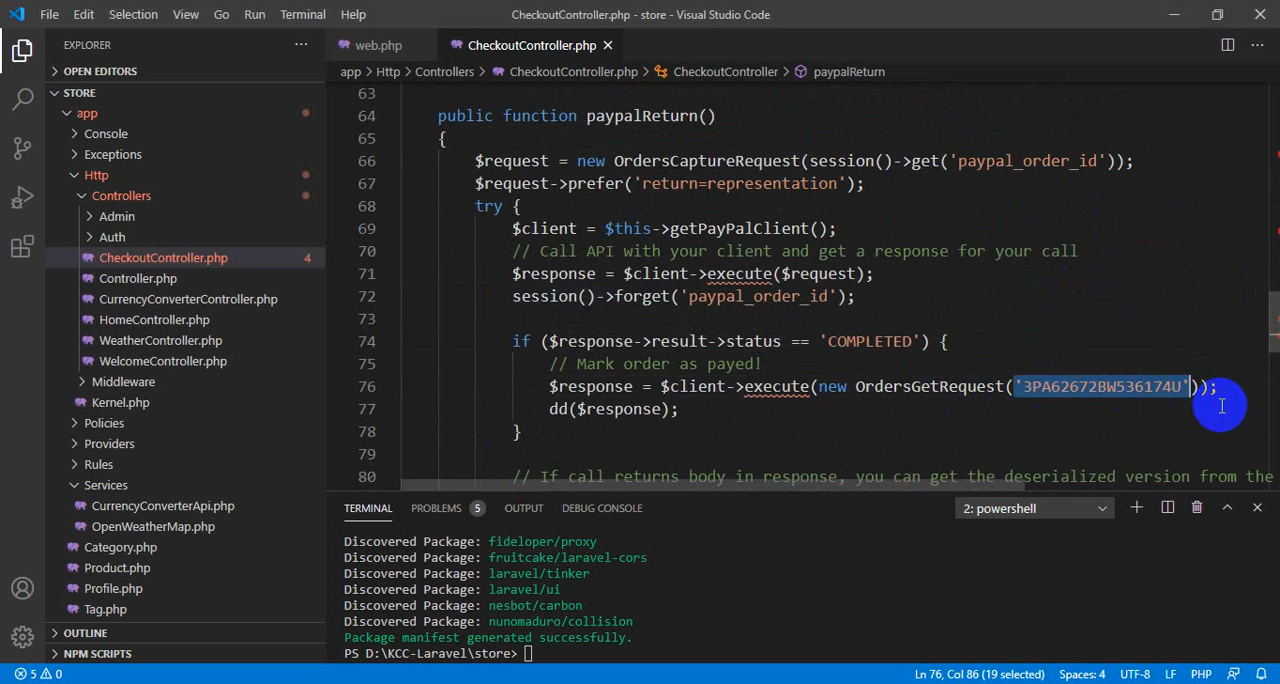 File Edit Selection View Go Run Terminal Help CheckoutController.php - store - Visual Studio Code
EXPLORER
OPEN EDITORS
STORE
app
Console
Exceptions
Http
Controllers
Admin
Auth
CheckoutController.php 4
Controller.php
CurrencyConverterController.php
HomeController.php
WeatherController.php
WelcomeController.php
Middleware
Kernel.php
Policies
Providers
Rules
Services
CurrencyConverterApi.php
OpenWeatherMap.php
Category.php
Product.php
Profile.php
Tag.php
OUTLINE
NPM SCRIPTS
web.php CheckoutController.php
app > Http > Controllers > CheckoutController.php > CheckoutController > paypalReturn
63
64 public function paypalReturn()
65 {
66 $request = new OrdersCaptureRequest(session()->get('paypal_order_id'));
67 $request->prefer('return=representation');
68 try {
69 $client = $this->getPayPalClient();
70 // Call API with your client and get a response for your call
71 $response = $client->execute($request);
72 session()->forget('paypal_order_id');
73
74 if ($response->result->status == 'COMPLETED') {
75 // Mark order as payed!
76 $response = $client->execute(new OrdersGetRequest('3PA62672BW536174U'));
77 dd($response);
78 }
79
80 // If call returns body in response, you can get the deserialized version from the
TERMINAL PROBLEMS 5 OUTPUT DEBUG CONSOLE 2: powershell
Discovered Package: fideloper/proxy
Discovered Package: fruitcake/laravel-cors
Discovered Package: laravel/tinker
Discovered Package: laravel/ui
Discovered Package: nesbot/carbon
Discovered Package: nunomaduro/collision
Package manifest generated successfully.
PS D:\KCC-Laravel\store>
5 0 Ln 76, Col 86 (19 selected) Spaces: 4 UTF-8 LF PHP